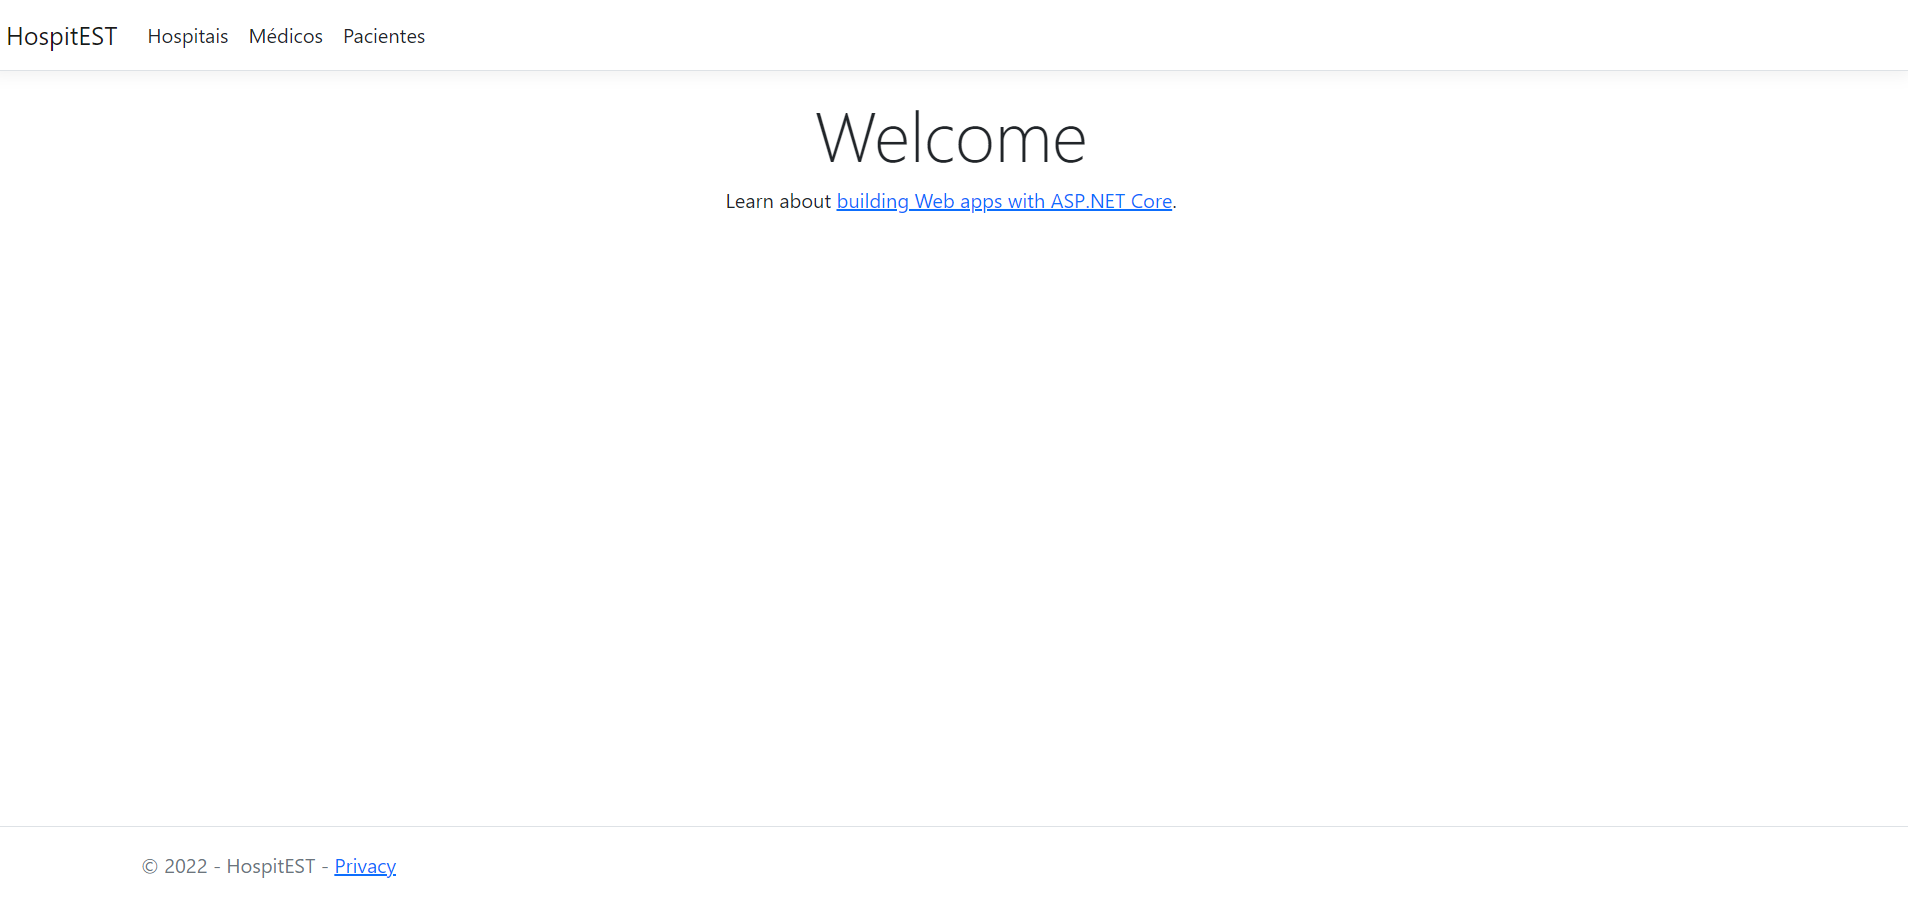 HospitEST Hospitais Médicos Pacientes
Welcome
Learn about building Web apps with ASP.NET Core.
© 2022 - HospitEST - Privacy